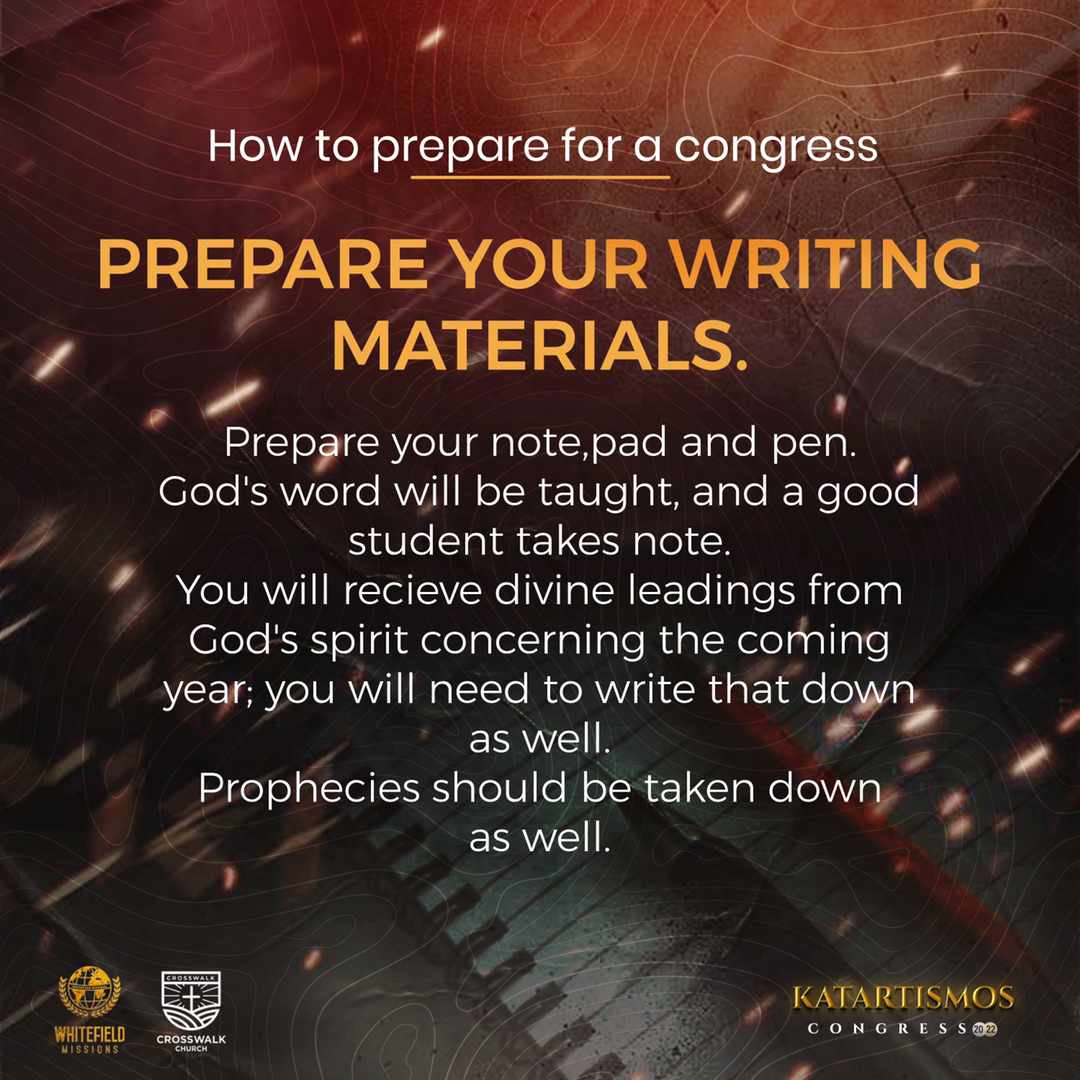 How to prepare for a congress
PREPARE YOUR WRITING
MATERIALS.
Prepare your note,pad and pen.
God's word will be taught, and a good
student takes note.
You will recieve divine leadings from
God's spirit concerning the coming
year; you will need to write that down
as well.
Prophecies should be taken down
as well.
WHITEFIELD
MISSIONS
CROSSWALK
CROSSWALK
CHURCH
KATARTISMOS
CONGRESS 2022